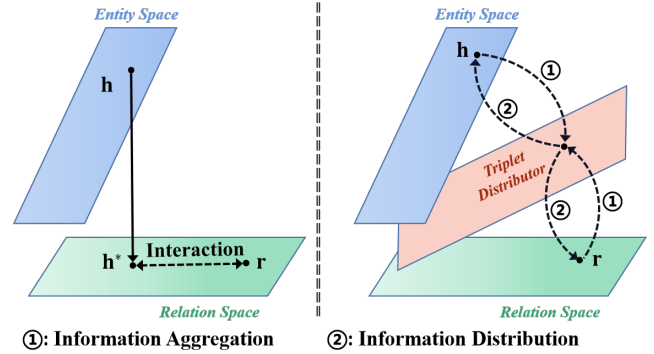 Entity Space
h
h*
Interaction
r
Relation Space
Entity Space
h
①
②
Triplet
Distributor
②
①
r
Relation Space
①: Information Aggregation
②: Information Distribution